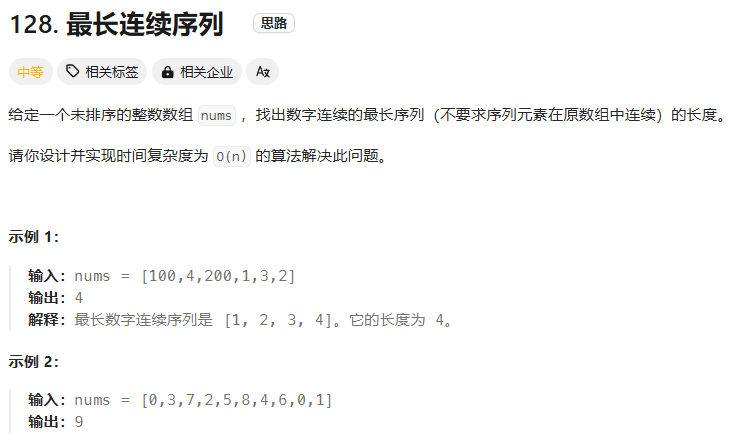 128. 最长连续序列 思路
中等 相关标签 相关企业 Aあ
给定一个未排序的整数数组 nums ，找出数字连续的最长序列（不要求序列元素在原数组中连续）的长度。
请你设计并实现时间复杂度为 O(n) 的算法解决此问题。
示例 1：
输入：nums = [100,4,200,1,3,2]
输出：4
解释：最长数字连续序列是 [1, 2, 3, 4]。它的长度为 4。
示例 2：
输入：nums = [0,3,7,2,5,8,4,6,0,1]
输出：9